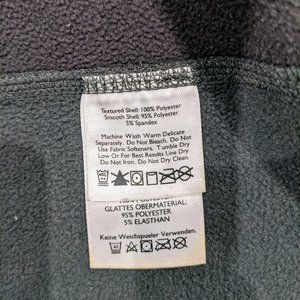 Textured Shell: 100% Polyester
Smooth Shell: 95% Polyester
5% Spandex
Machine Wash Warm Delicate
Separately. Do Not Bleach. Do Not
Use Fabric Softeners. Tumble Dry
Low Or For Best Results Line Dry.
Do Not Iron. Do Not Dry Clean.
100% POLYESTER
GLATTES OBERMATERIAL:
95% POLYESTER
5% ELASTHAN
Keine Weichspueler Verwenden.